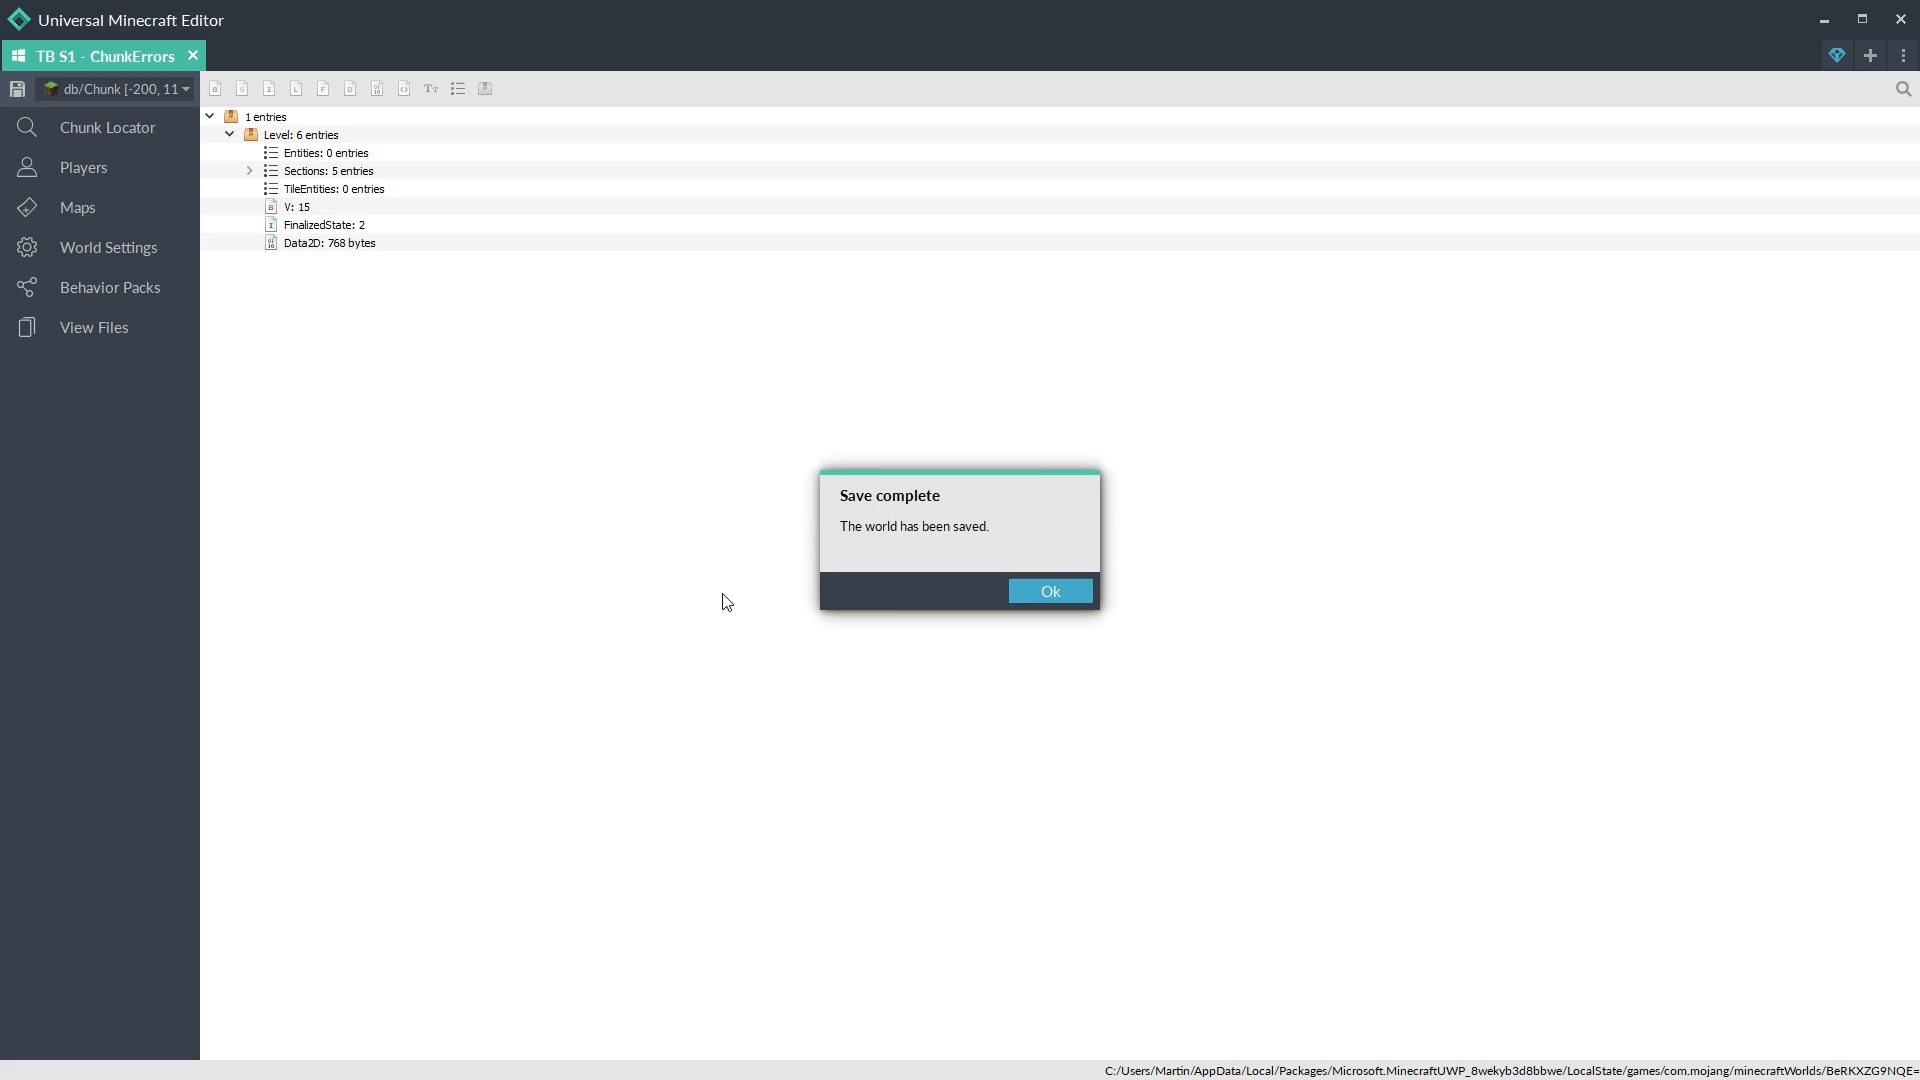 Universal Minecraft Editor
TB S1 - ChunkErrors
db/Chunk [-200, 11
Chunk Locator
Players
Maps
World Settings
Behavior Packs
View Files
1 entries
Level: 6 entries
Entities: 0 entries
Sections: 5 entries
TileEntities: 0 entries
V: 15
FinalizedState: 2
Data2D: 768 bytes
Save complete
The world has been saved.
Ok
C:/Users/Martin/AppData/Local/Packages/Microsoft.MinecraftUWP_8wekyb3d8bbwe/LocalState/games/com.mojang/minecraftWorlds/BeRKXZG9NQE=